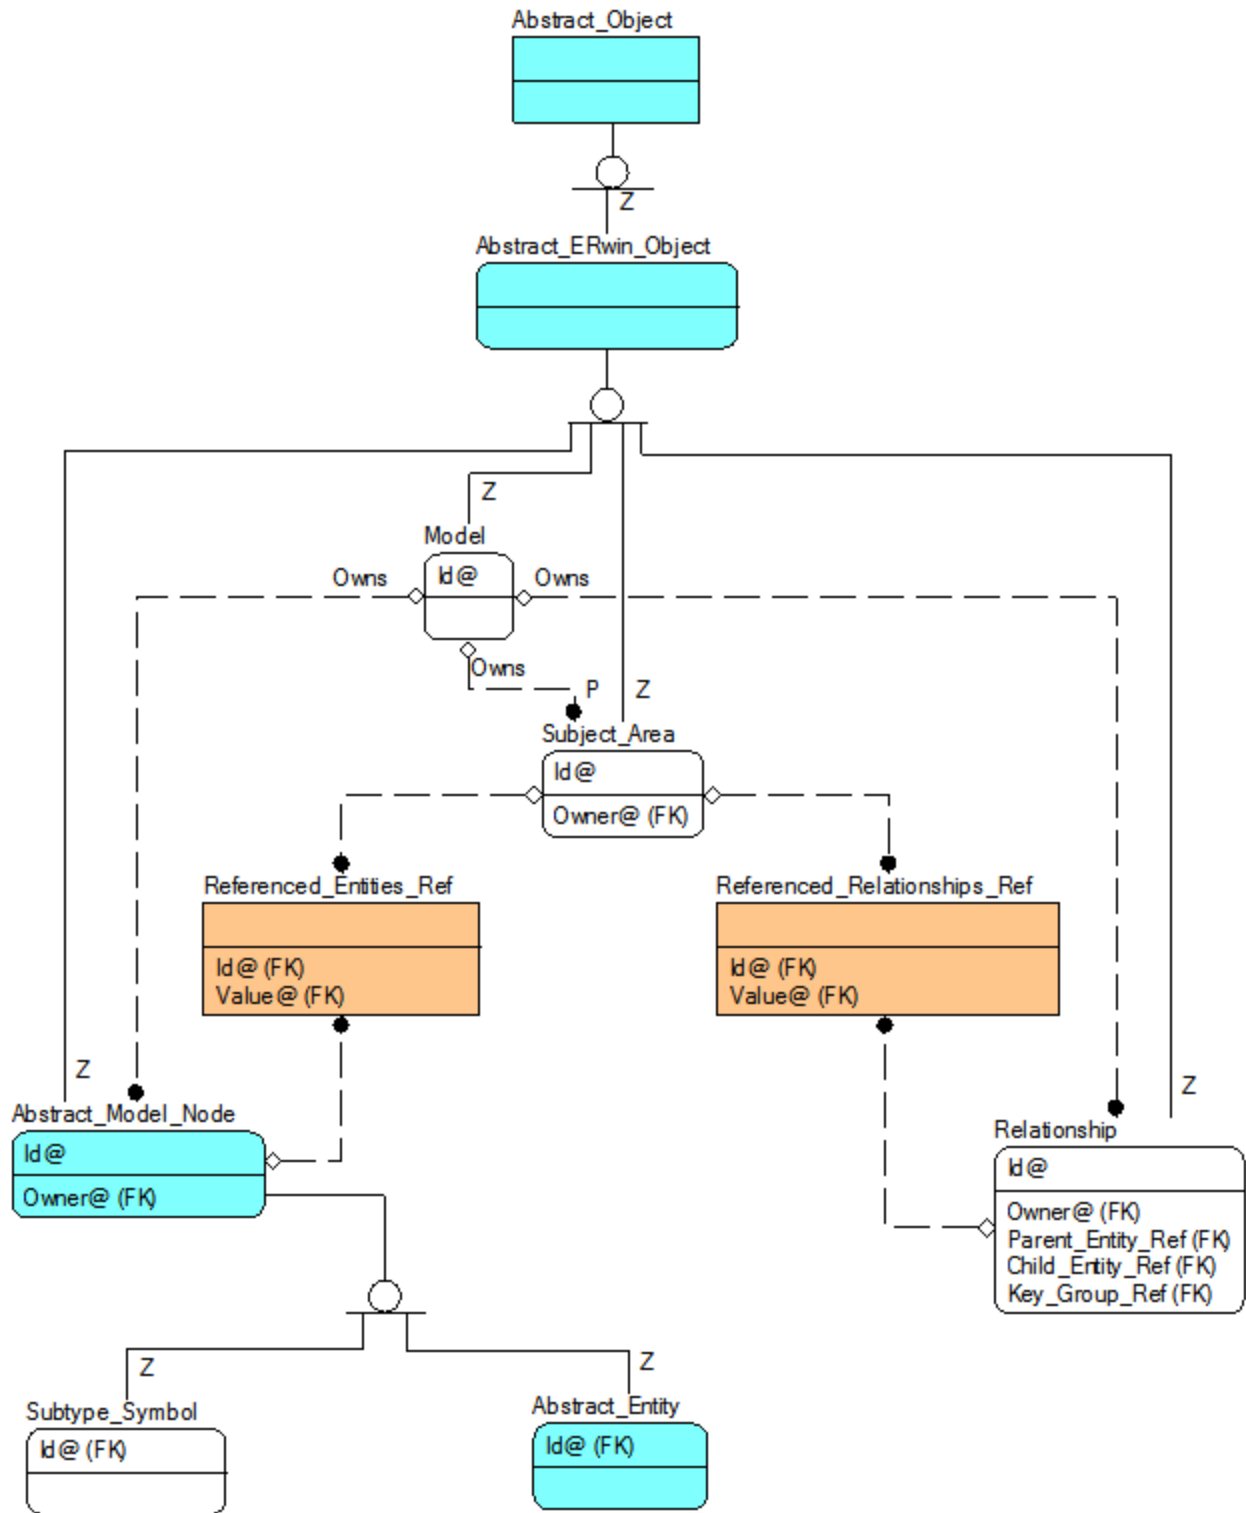 Abstract_Object
Z
Abstract_ERwin_Object
Z
Model
Owns
Id@
Owns
Owns
P
Z
Subject_Area
Id@
Owner@ (FK)
Referenced_Entities_Ref
Id@ (FK)
Value@ (FK)
Referenced_Relationships_Ref
Id@ (FK)
Value@ (FK)
Z
Abstract_Model_Node
Id@
Owner@ (FK)
Z
Relationship
Id@
Owner@ (FK)
Parent_Entity_Ref (FK)
Child_Entity_Ref (FK)
Key_Group_Ref (FK)
Z
Subtype_Symbol
Id@ (FK)
Z
Abstract_Entity
Id@ (FK)